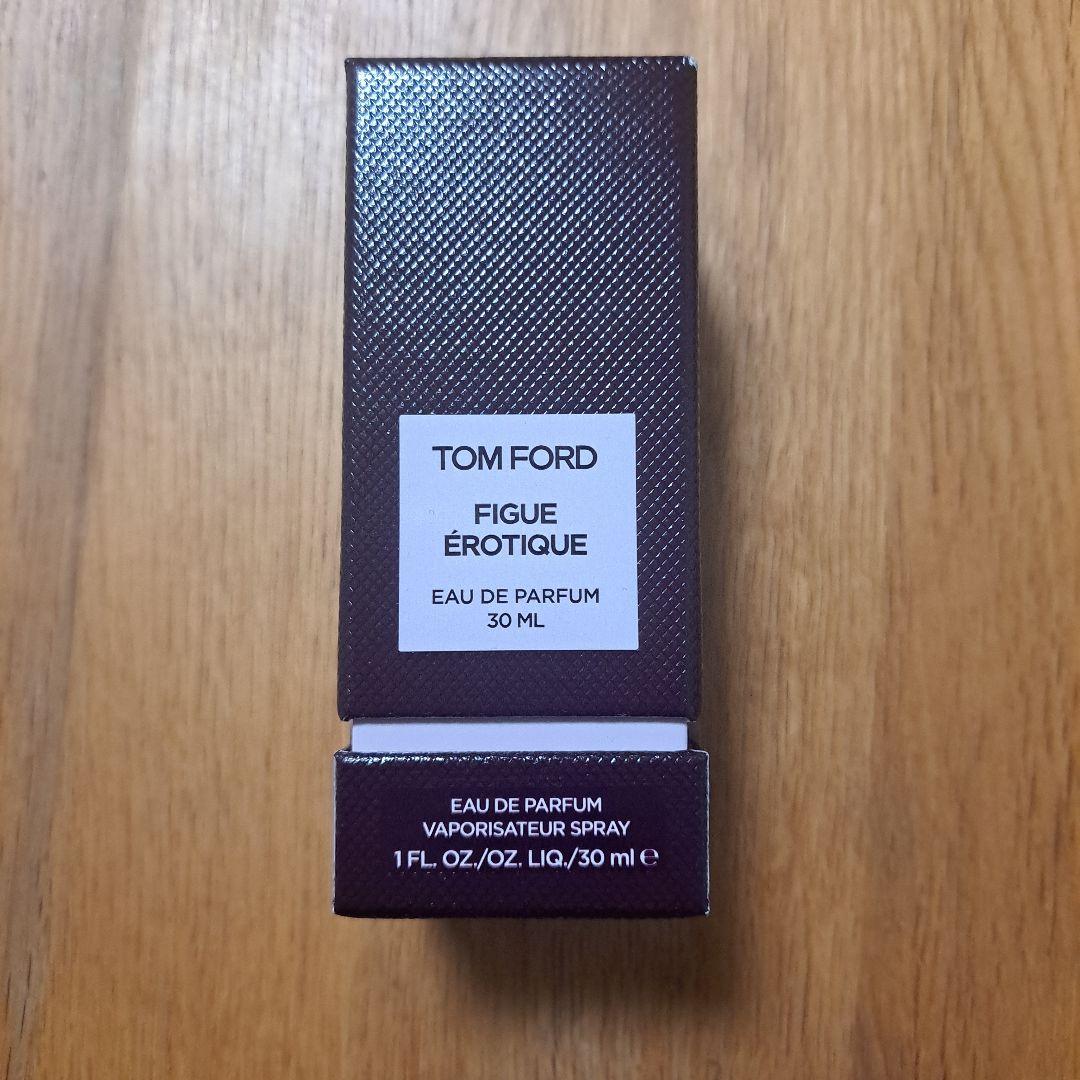 TOM FORD
FIGUE
ÉROTIQUE
EAU DE PARFUM
30 ML
EAU DE PARFUM
VAPORISATEUR SPRAY
1 FL. OZ./OZ. LIQ./30 ml ℮